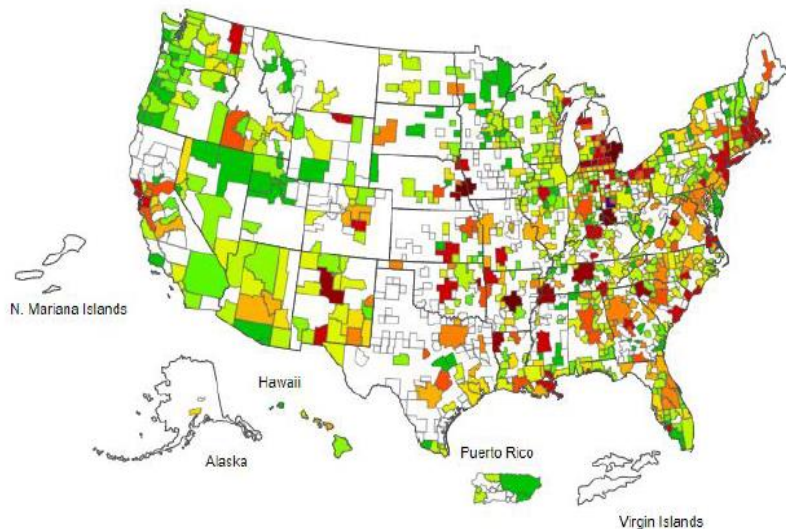 N. Mariana Islands
Hawaii
Alaska
Puerto Rico
Virgin Islands